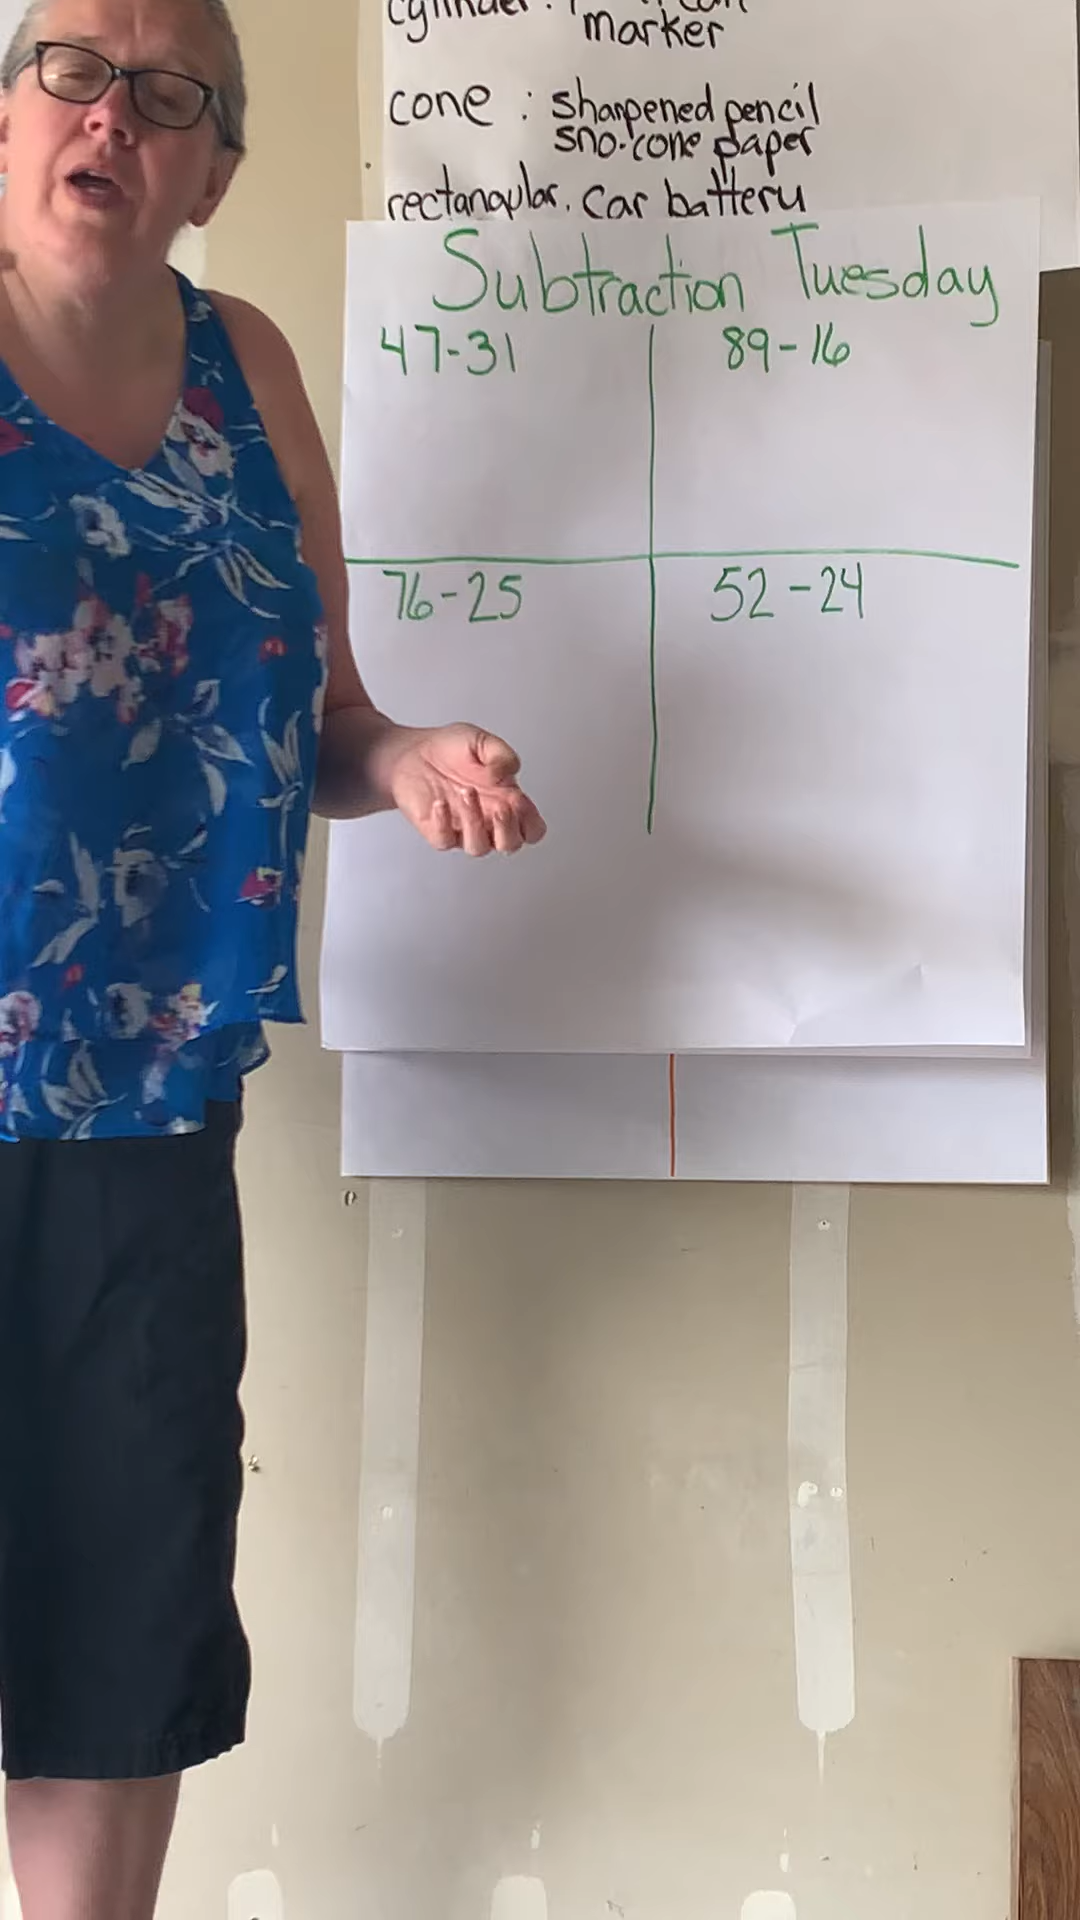 cylinder:
marker
cone : sharpened pencil
sno-cone paper
rectangular. car battery
Subtraction Tuesday
47-31
89-16
76-25
52-24